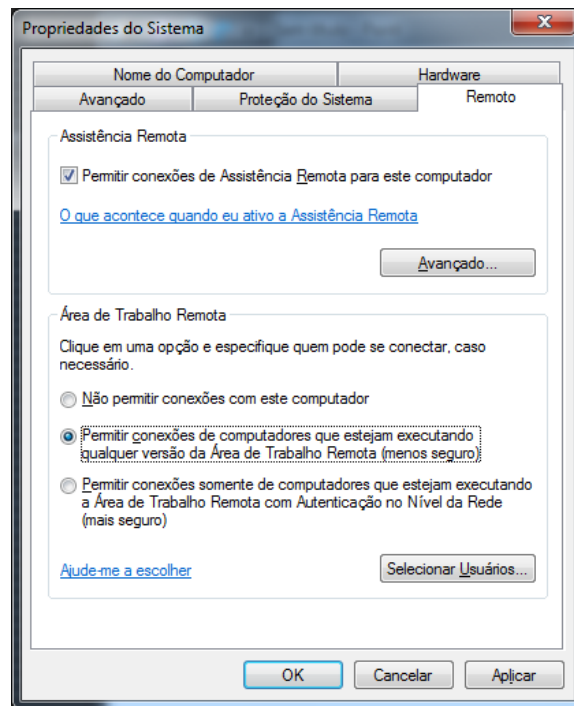 Propriedades do Sistema
Nome do Computador
Hardware
Avançado
Proteção do Sistema
Remoto
Assistência Remota
Permitir conexões de Assistência Remota para este computador
O que acontece quando eu ativo a Assistência Remota
Avançado...
Área de Trabalho Remota
Clique em uma opção e especifique quem pode se conectar, caso
necessário.
Não permitir conexões com este computador
Permitir conexões de computadores que estejam executando
qualquer versão da Área de Trabalho Remota (menos seguro)
Permitir conexões somente de computadores que estejam executando
a Área de Trabalho Remota com Autenticação no Nível da Rede
(mais seguro)
Ajude-me a escolher
Selecionar Usuários...
OK
Cancelar
Aplicar